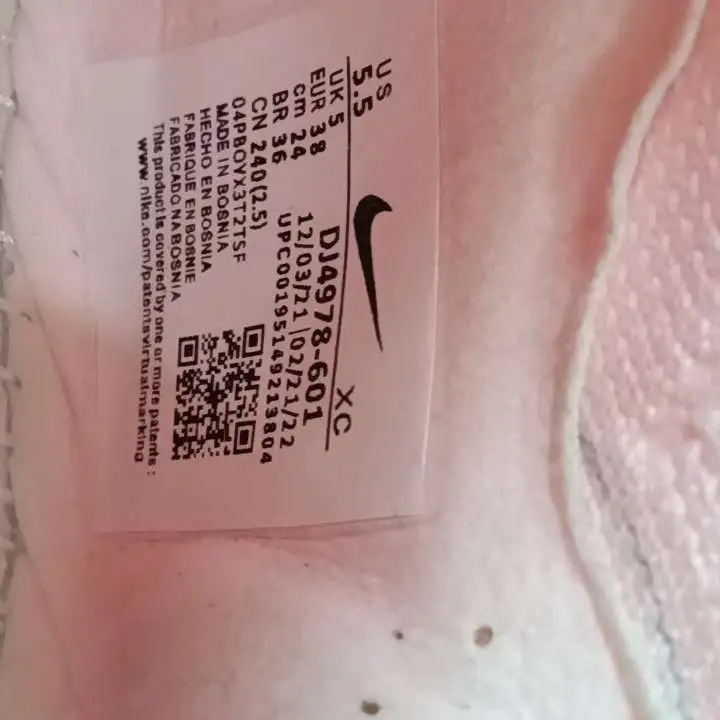 US
5.5
UK 5
EUR 38
cm 24
BR 36
CN 240(2.5)
XC
DJ4978-601
12/03/21|02/21/22
UPC00195149213804
04PBOYX3T2TSF
MADE IN BOSNIA
HECHO EN BOSNIA
FABRIQUE EN BOSNIE
FABRICADO NA BOSNIA
This product is covered by one or more patents :
www.nike.com/patentsvirtualmarking